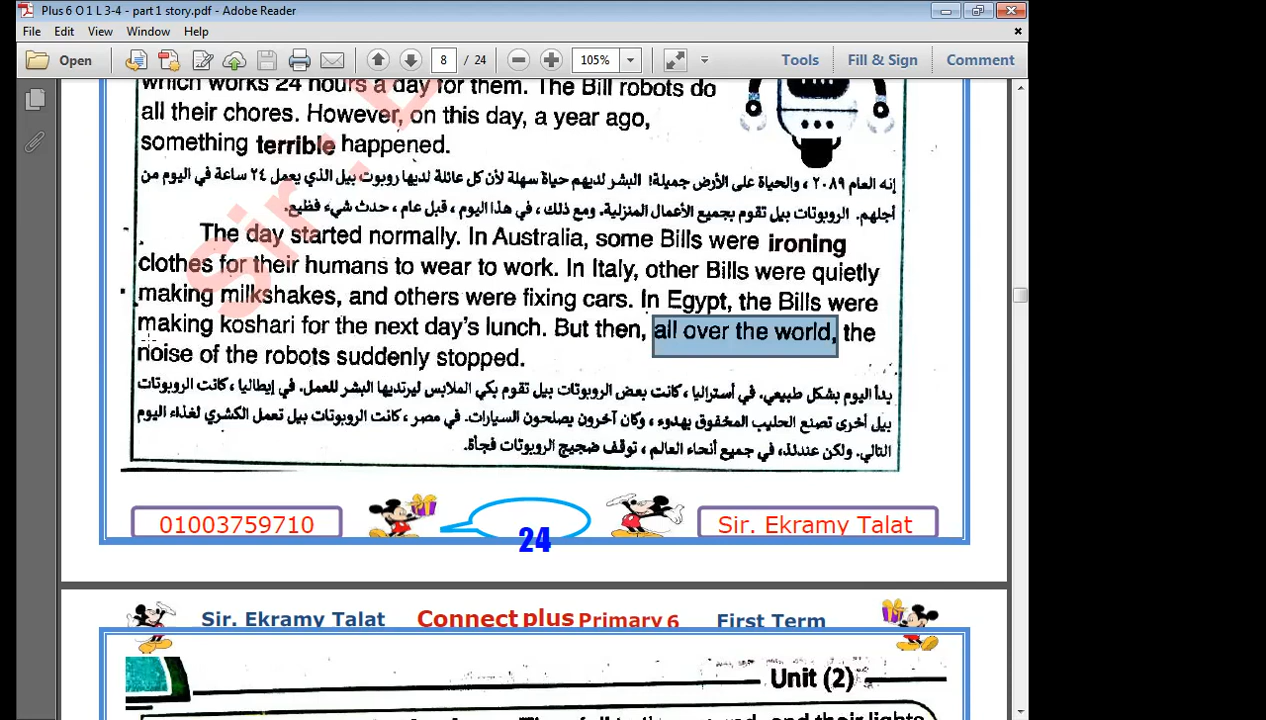 Plus 6 O 1 L 3-4 - part 1 story.pdf - Adobe Reader
File Edit View Window Help
Open 8 / 24 105% Tools Fill & Sign Comment
which works 24 hours a day for them. The Bill robots do
all their chores. However, on this day, a year ago,
something terrible happened.
إنه العام ٢٠٨٩ ، والحياة على الأرض جميلة! البشر لديهم حياة سهلة لأن كل عائلة لديها روبوت بيل الذي يعمل ٢٤ ساعة في اليوم من
أجلهم. الروبوتات بيل تقوم بجميع الأعمال المنزلية. ومع ذلك ، في هذا اليوم ، قبل عام ، حدث شيء فظيع.
The day started normally. In Australia, some Bills were ironing
clothes for their humans to wear to work. In Italy, other Bills were quietly
making milkshakes, and others were fixing cars. In Egypt, the Bills were
making koshari for the next day's lunch. But then, all over the world, the
noise of the robots suddenly stopped.
بدأ اليوم بشكل طبيعي. في أستراليا ، كانت بعض الروبوتات بيل تقوم بكي الملابس ليرتديها البشر للعمل. في إيطاليا ، كانت الروبوتات
بيل أخرى تصنع الحليب المخفوق بهدوء ، وكان آخرون يصلحون السيارات. في مصر ، كانت الروبوتات بيل تعمل الكشري لغذاء اليوم
التالي. ولكن عندئذ، في جميع أنحاء العالم ، توقف ضجيج الروبوتات فجأة.
01003759710 24 Sir. Ekramy Talat
Sir. Ekramy Talat Connect plus Primary 6 First Term
Unit (2)